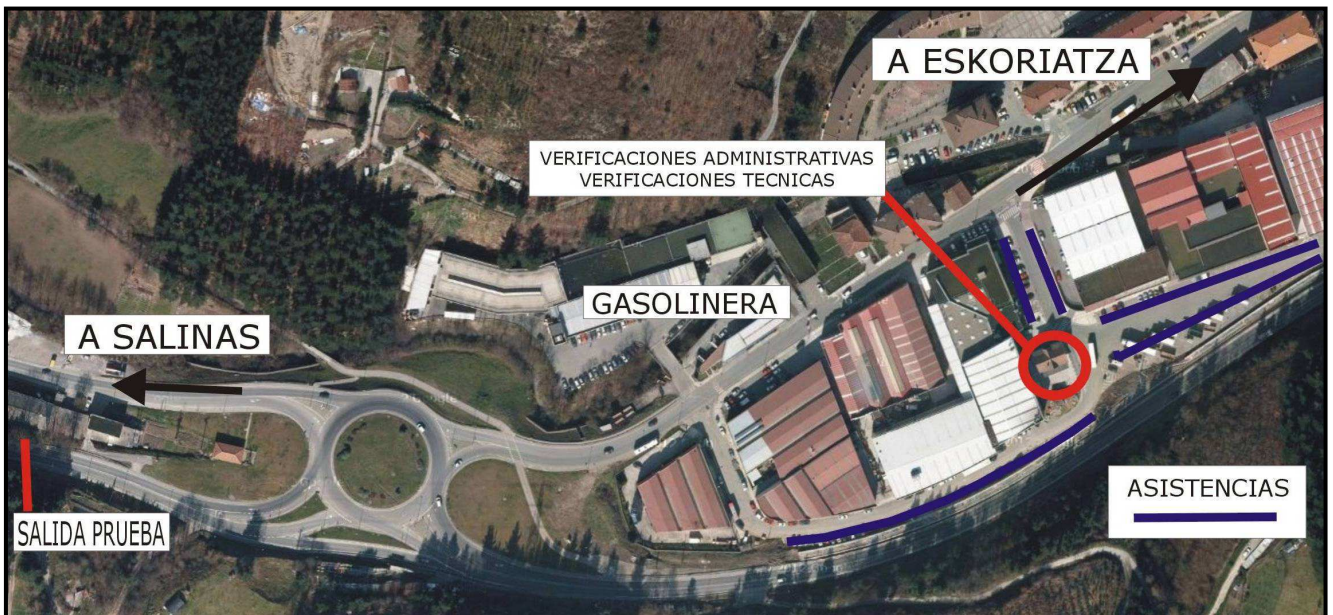 A ESKORIATZA
VERIFICACIONES ADMINISTRATIVAS
VERIFICACIONES TECNICAS
GASOLINERA
A SALINAS
ASISTENCIAS
SALIDA PRUEBA